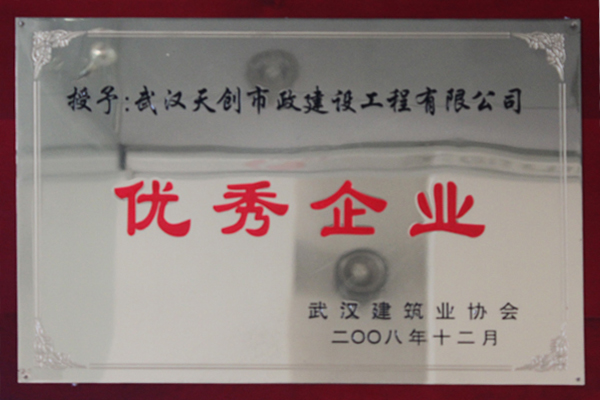 授予:武汉天创市政建设工程有限公司
优秀企业
武汉建筑业协会
二〇〇八年十二月